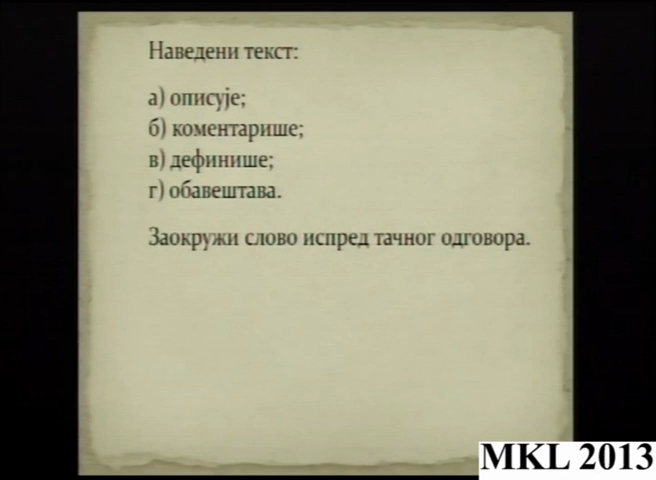 Наведени текст:
а) описује;
б) коментарише;
в) дефинише;
г) обавештава.
Заокружи слово испред тачног одговора.
MKL 2013